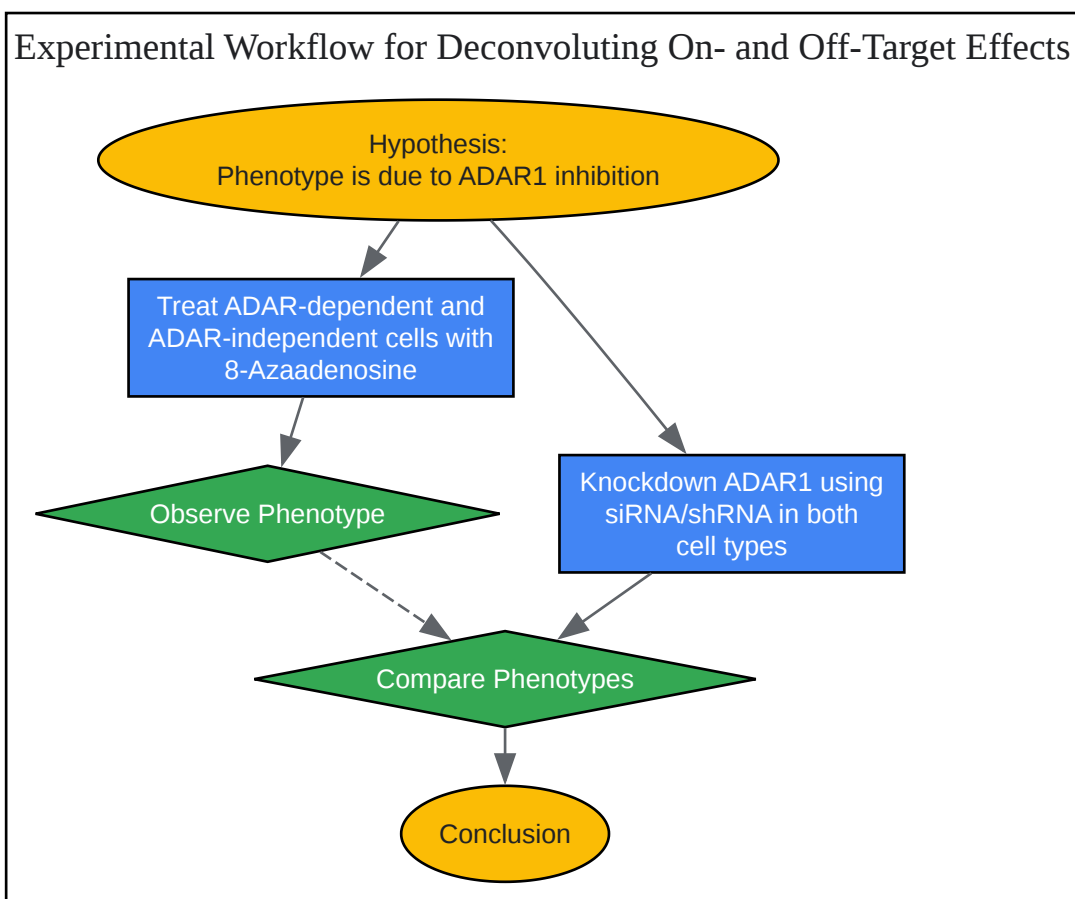 Experimental Workflow for Deconvoluting On- and Off-Target Effects
Hypothesis:
Phenotype is due to ADAR1 inhibition
Treat ADAR-dependent and
ADAR-independent cells with
8-Azaadenosine
Observe Phenotype
Knockdown ADAR1 using
siRNA/shRNA in both
cell types
Compare Phenotypes
Conclusion